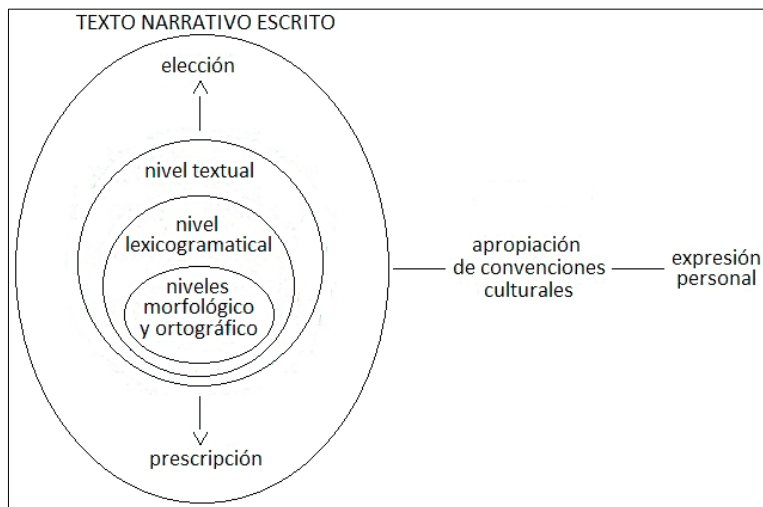 TEXTO NARRATIVO ESCRITO
elección
nivel textual
nivel
lexicogramatical
niveles
morfológico
y ortográfico
prescripción
apropiación
de convenciones
culturales
expresión
personal